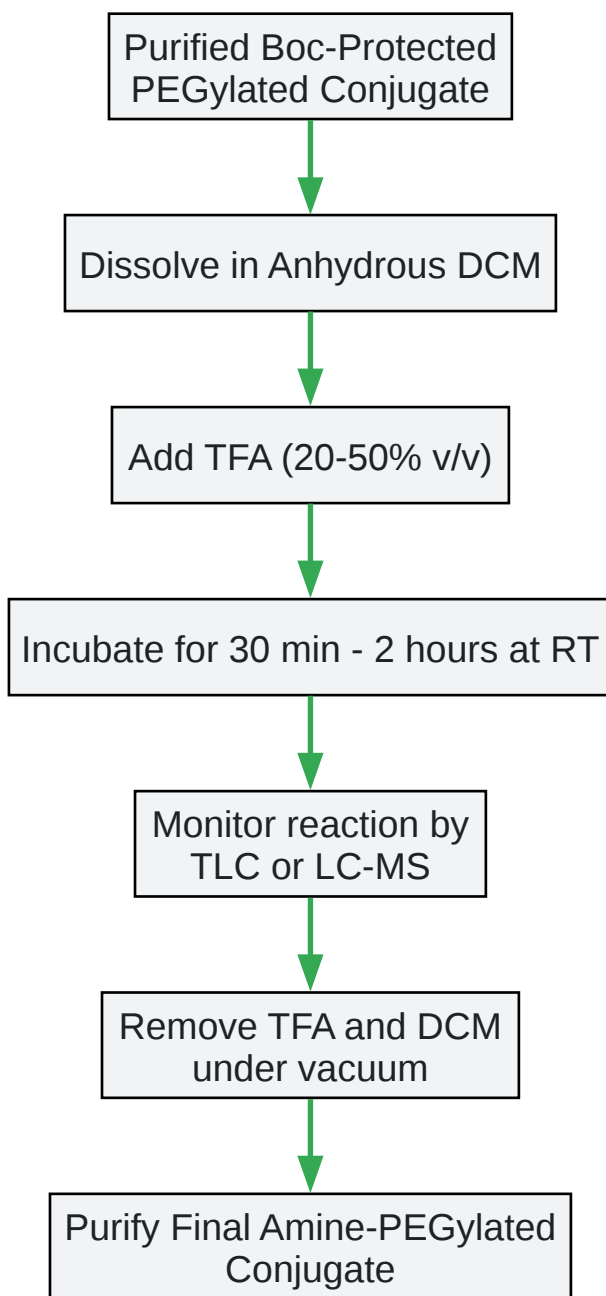 Purified Boc-Protected
PEGylated Conjugate
Dissolve in Anhydrous DCM
Add TFA (20-50% v/v)
Incubate for 30 min - 2 hours at RT
Monitor reaction by
TLC or LC-MS
Remove TFA and DCM
under vacuum
Purify Final Amine-PEGylated
Conjugate